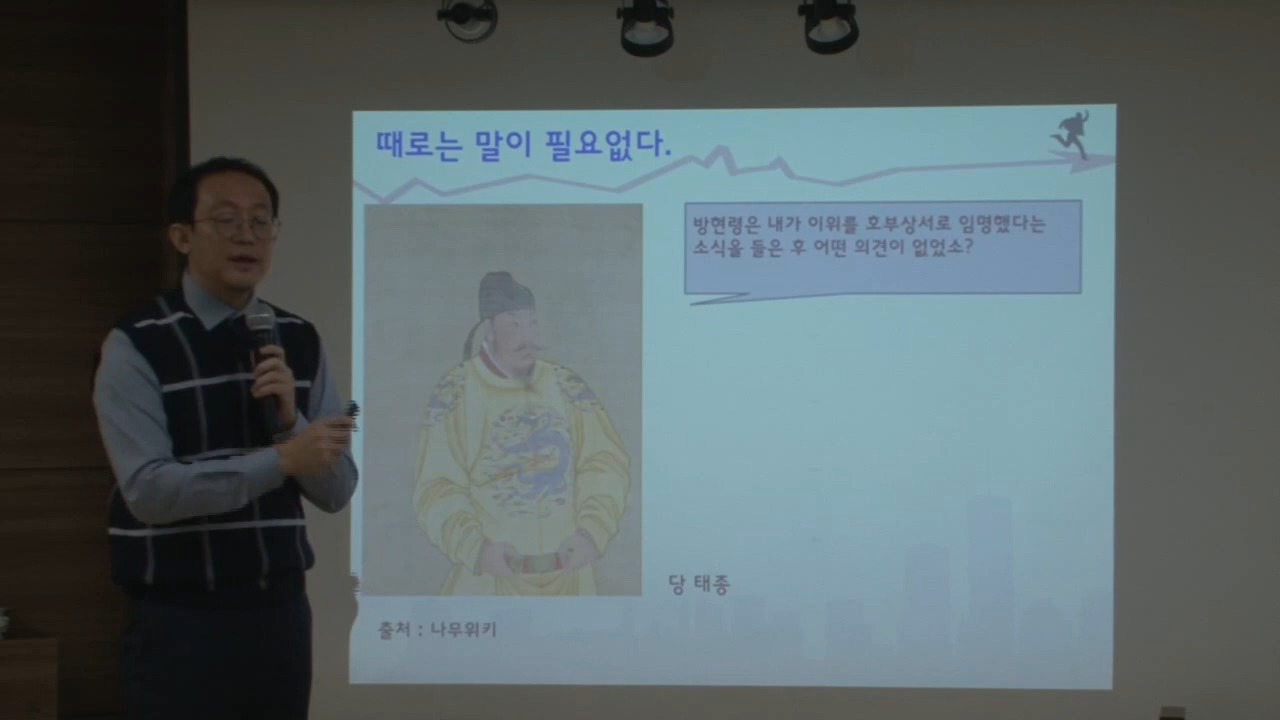 때로는 말이 필요없다.
방현령은 내가 이위를 호부상서로 임명했다는
소식을 들은 후 어떤 의견이 없었소?
당 태종
출처 : 나무위키